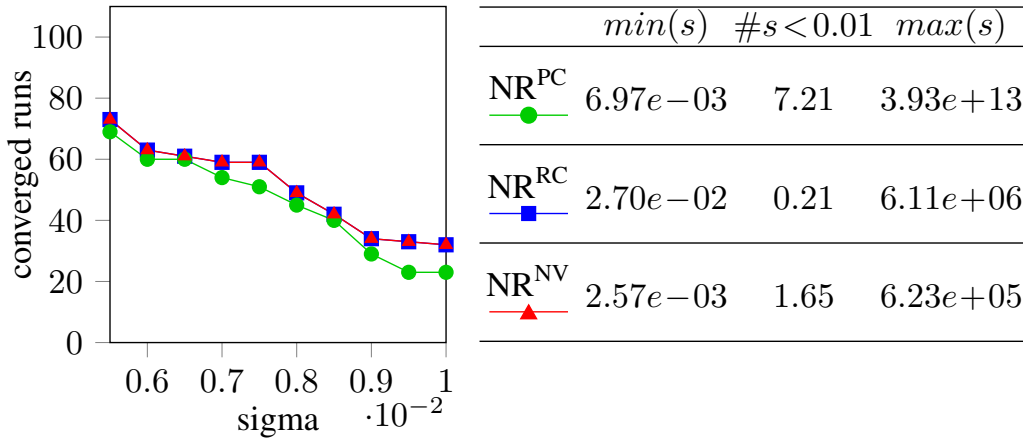 converged runs
100
80
60
40
20
0
0.6 0.7 0.8 0.9 1
sigma ·10⁻²
min(s) #s<0.01 max(s)
NR^PC 6.97e−03 7.21 3.93e+13
NR^RC 2.70e−02 0.21 6.11e+06
NR^NV 2.57e−03 1.65 6.23e+05